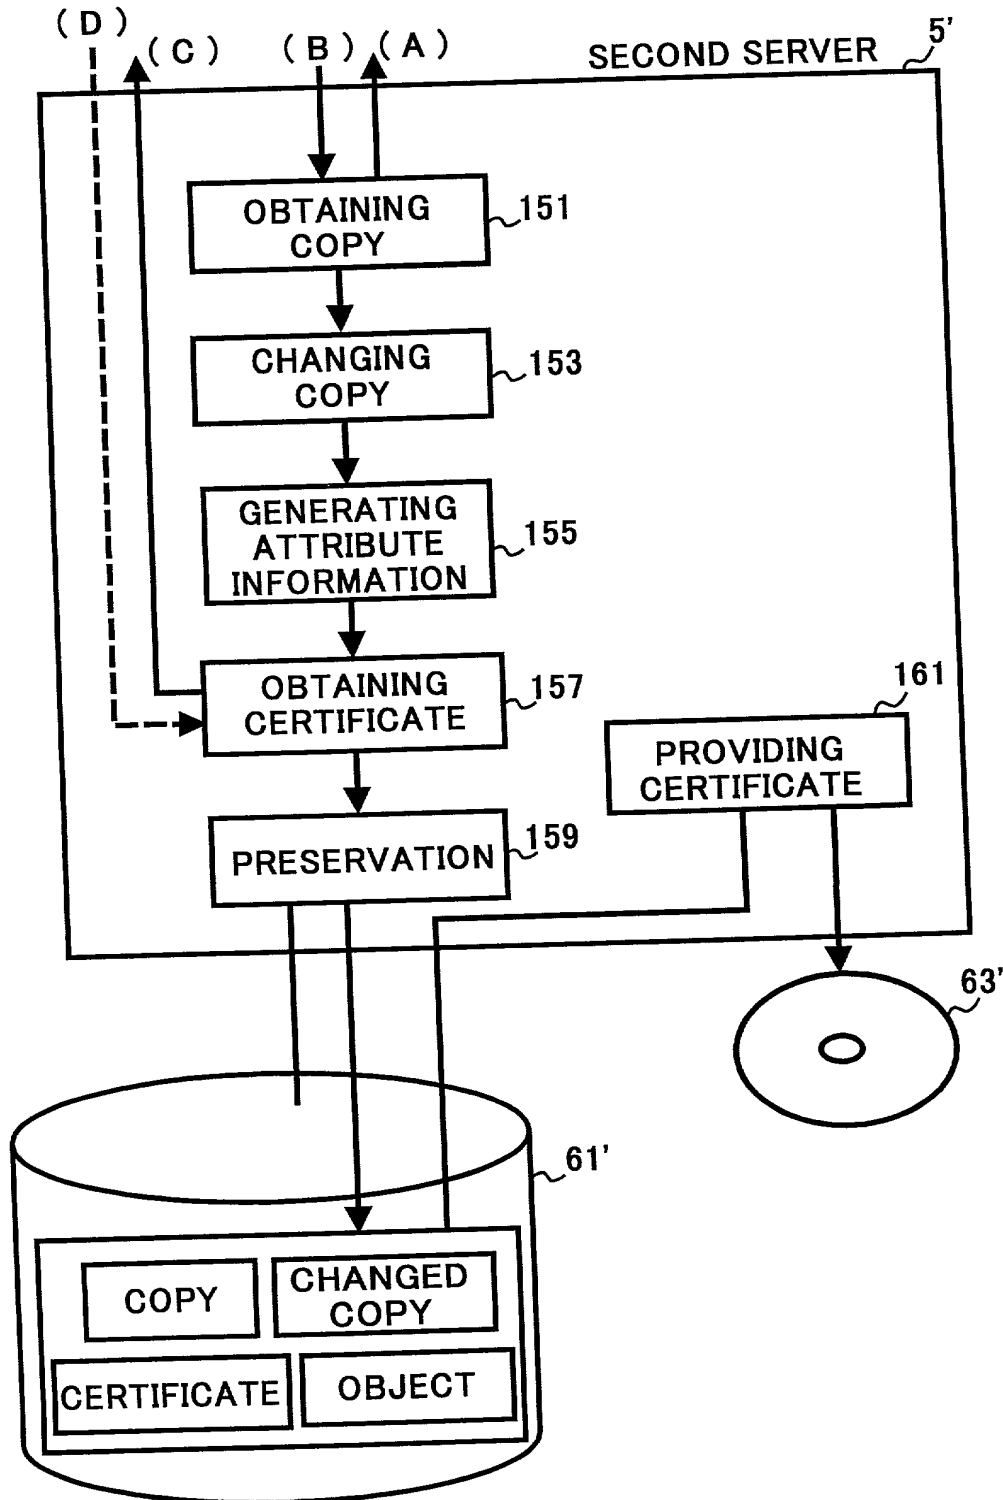 (D)
(C)
(B)
(A)
SECOND SERVER
5'
OBTAINING
COPY
151
CHANGING
COPY
153
GENERATING
ATTRIBUTE
INFORMATION
155
OBTAINING
CERTIFICATE
157
161
PROVIDING
CERTIFICATE
PRESERVATION
159
63'
61'
COPY
CHANGED
COPY
CERTIFICATE
OBJECT